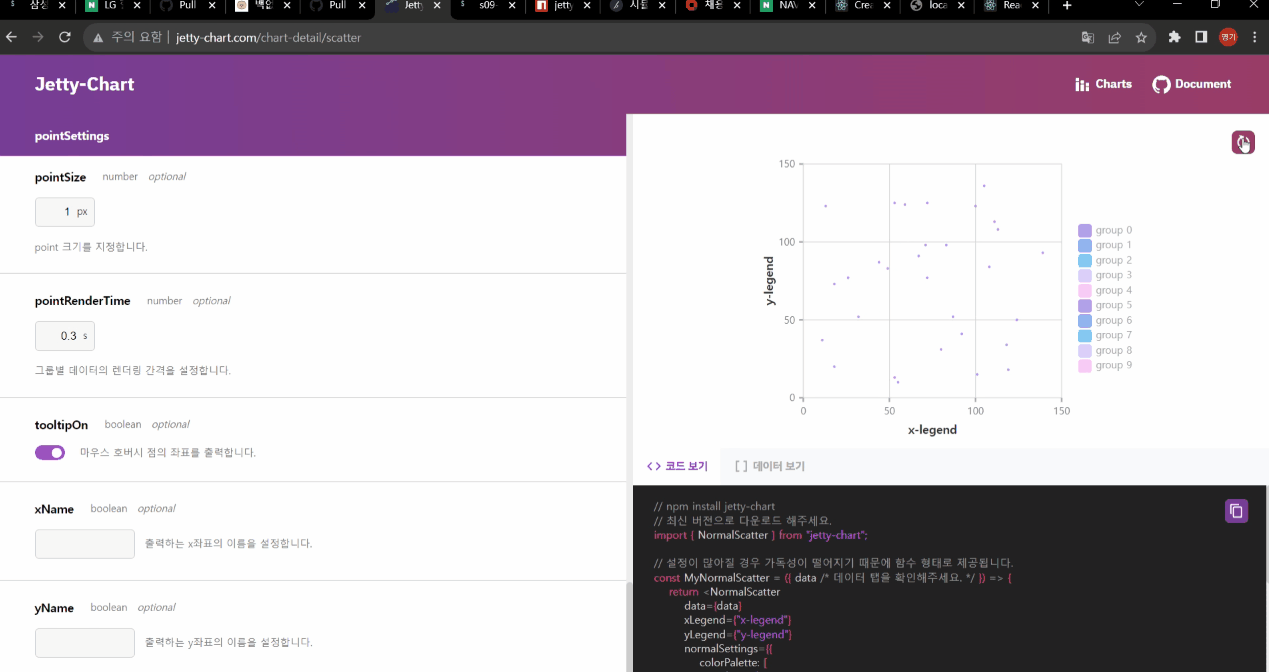 삼성
LG
Pull
백업
Pull
Jetty
s09-
jetty
시들
채용
NAV
Crea
loca
Rea
주의 요함 | jetty-chart.com/chart-detail/scatter
Jetty-Chart
Charts
Document
pointSettings
pointSize number optional
1 px
point 크기를 지정합니다.
pointRenderTime number optional
0.3 s
그룹별 데이터의 렌더링 간격을 설정합니다.
tooltipOn boolean optional
마우스 호버시 점의 좌표를 출력합니다.
xName boolean optional
출력하는 x좌표의 이름을 설정합니다.
yName boolean optional
출력하는 y좌표의 이름을 설정합니다.
150
100
50
0
y-legend
0 50 100 150
x-legend
group 0
group 1
group 2
group 3
group 4
group 5
group 6
group 7
group 8
group 9
<> 코드 보기
[ ] 데이터 보기
// npm install jetty-chart
// 최신 버전으로 다운로드 해주세요.
import { NormalScatter } from "jetty-chart";
// 설정이 많아질 경우 가독성이 떨어지기 때문에 함수 형태로 제공됩니다.
const MyNormalScatter = ({ data /* 데이터 탭을 확인해주세요. */ }) => {
return <NormalScatter
data={data}
xLegend={"x-legend"}
yLegend={"y-legend"}
normalSettings={{
colorPalette: [